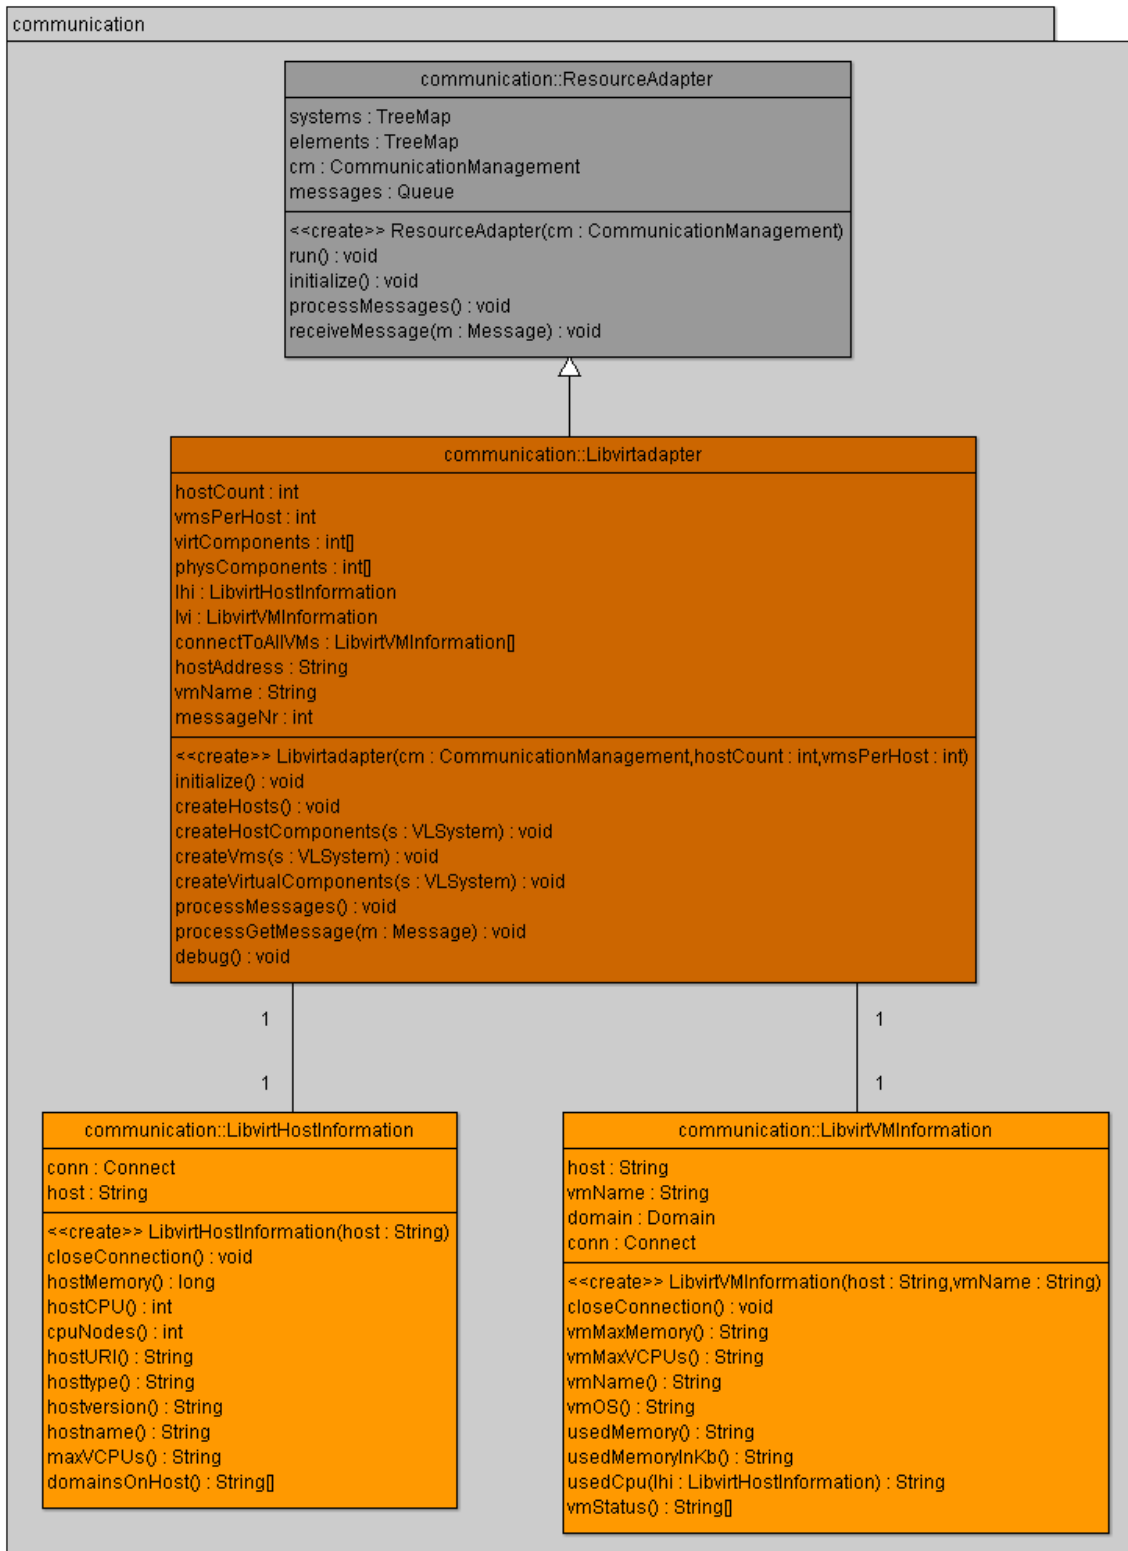 communication
communication::ResourceAdapter
systems : TreeMap
elements : TreeMap
cm : CommunicationManagement
messages : Queue
<<create>> ResourceAdapter(cm : CommunicationManagement)
run() : void
initialize() : void
processMessages() : void
receiveMessage(m : Message) : void
communication::Libvirtadapter
hostCount : int
vmsPerHost : int
virtComponents : int[]
physComponents : int[]
lhi : LibvirtHostInformation
lvi : LibvirtVMInformation
connectToAllVMs : LibvirtVMInformation[]
hostAddress : String
vmName : String
messageNr : int
<<create>> Libvirtadapter(cm : CommunicationManagement,hostCount : int,vmsPerHost : int)
initialize() : void
createHosts() : void
createHostComponents(s : VLSystem) : void
createVms(s : VLSystem) : void
createVirtualComponents(s : VLSystem) : void
processMessages() : void
processGetMessage(m : Message) : void
debug() : void
1
1
1
1
communication::LibvirtHostInformation
conn : Connect
host : String
<<create>> LibvirtHostInformation(host : String)
closeConnection() : void
hostMemory() : long
hostCPU() : int
cpuNodes() : int
hostURI() : String
hosttype() : String
hostversion() : String
hostname() : String
maxVCPUs() : String
domainsOnHost() : String[]
communication::LibvirtVMInformation
host : String
vmName : String
domain : Domain
conn : Connect
<<create>> LibvirtVMInformation(host : String,vmName : String)
closeConnection() : void
vmMaxMemory() : String
vmMaxVCPUs() : String
vmName() : String
vmOS() : String
usedMemory() : String
usedMemoryInKb() : String
usedCpu(lhi : LibvirtHostInformation) : String
vmStatus() : String[]